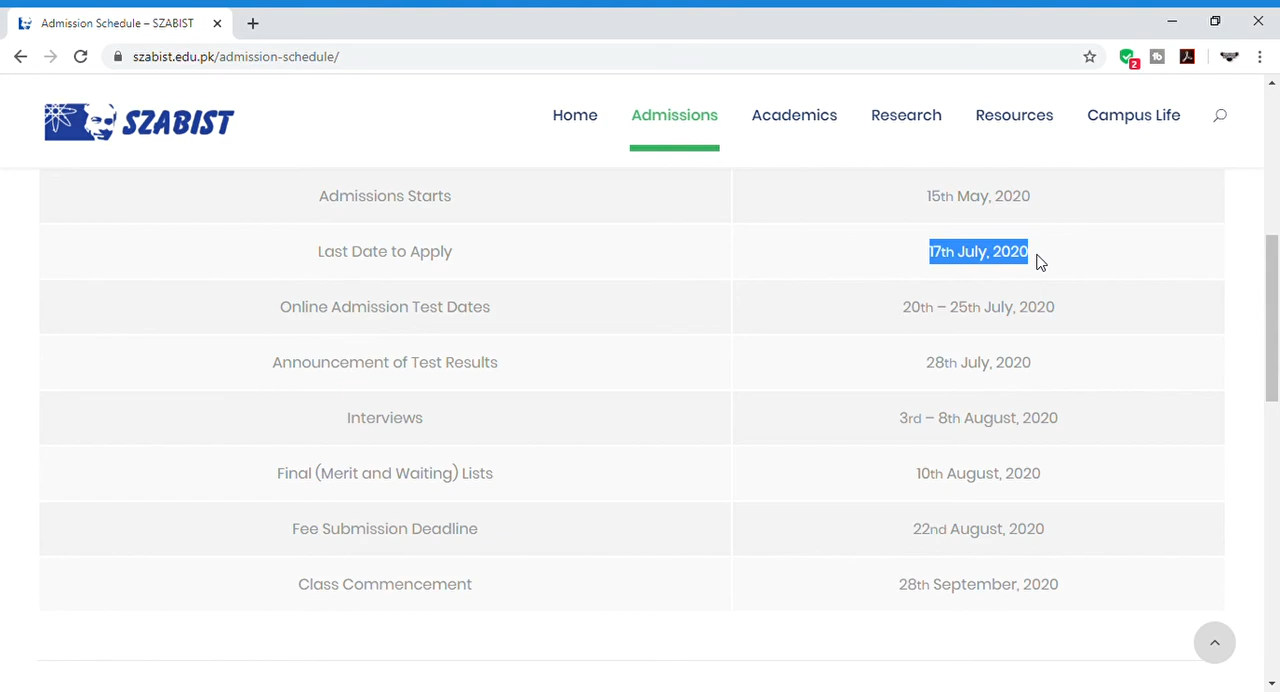 Admission Schedule – SZABIST
szabist.edu.pk/admission-schedule/
2
tb
SZABIST
Home Admissions Academics Research Resources Campus Life
Admissions Starts 15th May, 2020
Last Date to Apply 17th July, 2020
Online Admission Test Dates 20th – 25th July, 2020
Announcement of Test Results 28th July, 2020
Interviews 3rd – 8th August, 2020
Final (Merit and Waiting) Lists 10th August, 2020
Fee Submission Deadline 22nd August, 2020
Class Commencement 28th September, 2020